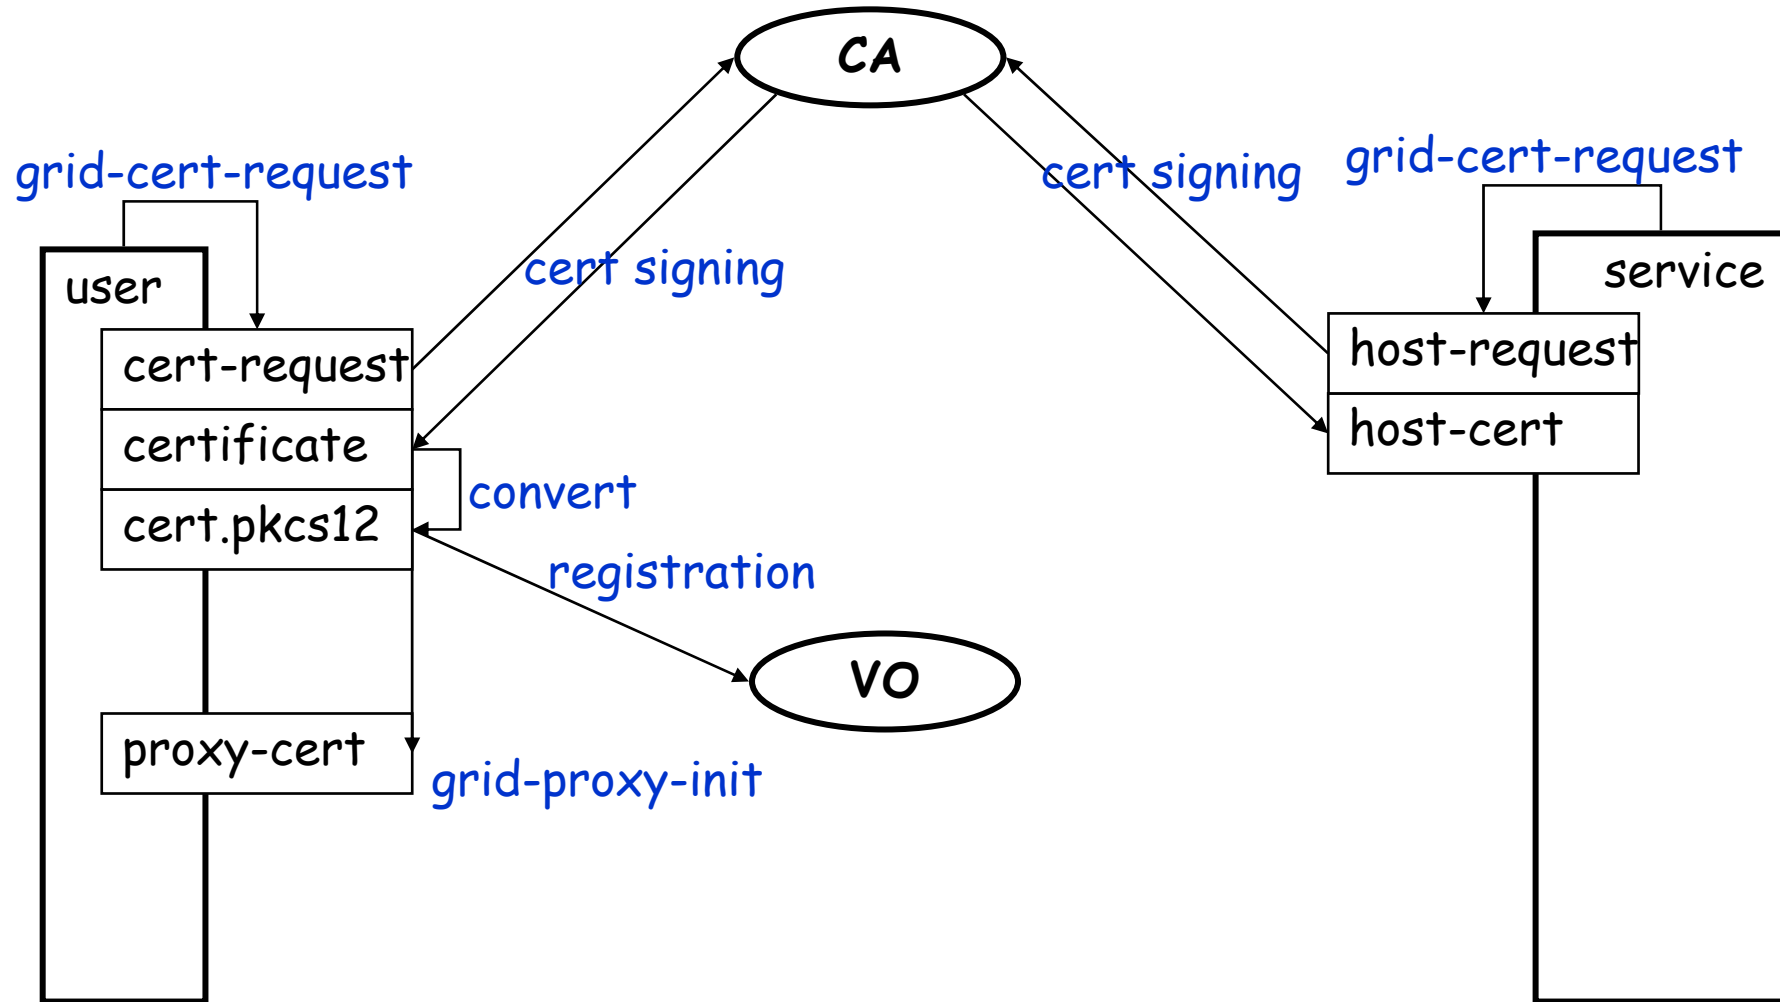 CA
grid-cert-request
cert signing
grid-cert-request
user
cert signing
service
cert-request
host-request
certificate
host-cert
cert.pkcs12
convert
registration
VO
proxy-cert
grid-proxy-init